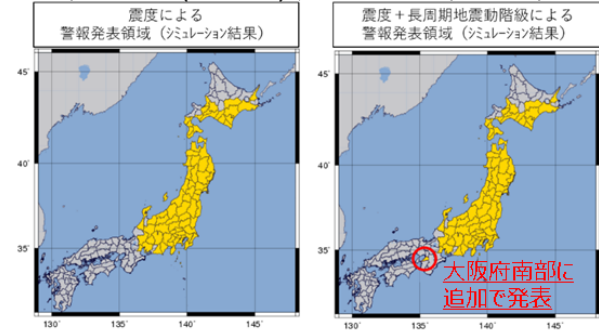 震度による
警報発表領域（ｼﾐｭﾚｰｼｮﾝ結果）
45˚
40˚
35˚
130˚ 135˚ 140˚ 145˚
震度＋長周期地震動階級による
警報発表領域（ｼﾐｭﾚｰｼｮﾝ結果）
45˚
40˚
35˚
大阪府南部に
追加で発表
130˚ 135˚ 140˚ 145˚